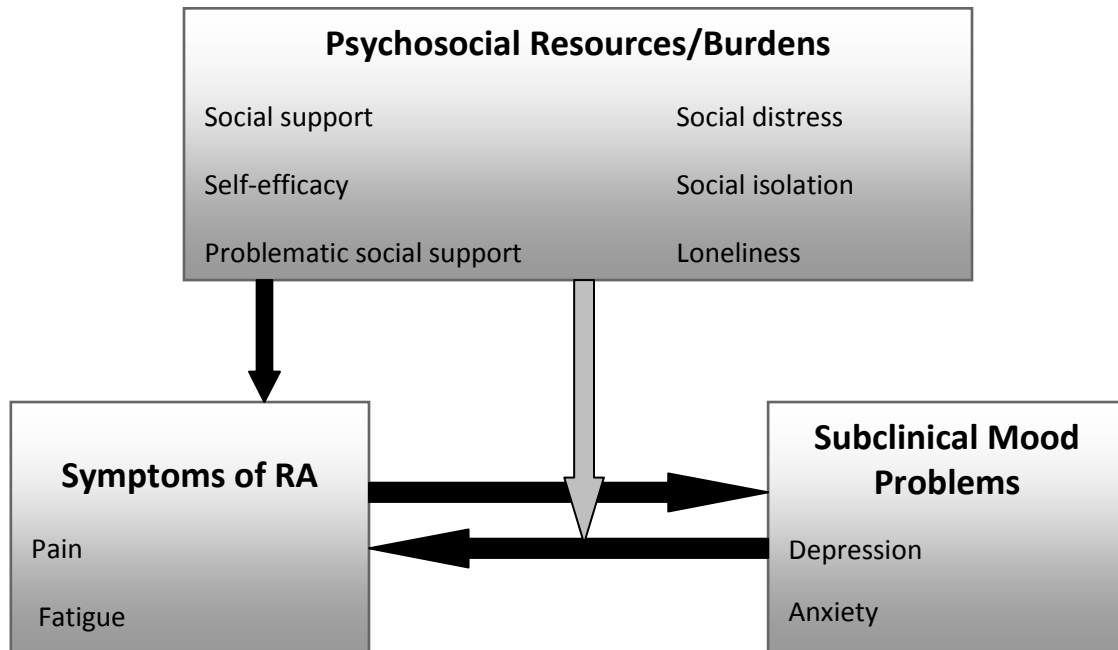 Psychosocial Resources/Burdens
Social support
Social distress
Self-efficacy
Social isolation
Problematic social support
Loneliness
Symptoms of RA
Pain
Fatigue
Subclinical Mood
Problems
Depression
Anxiety